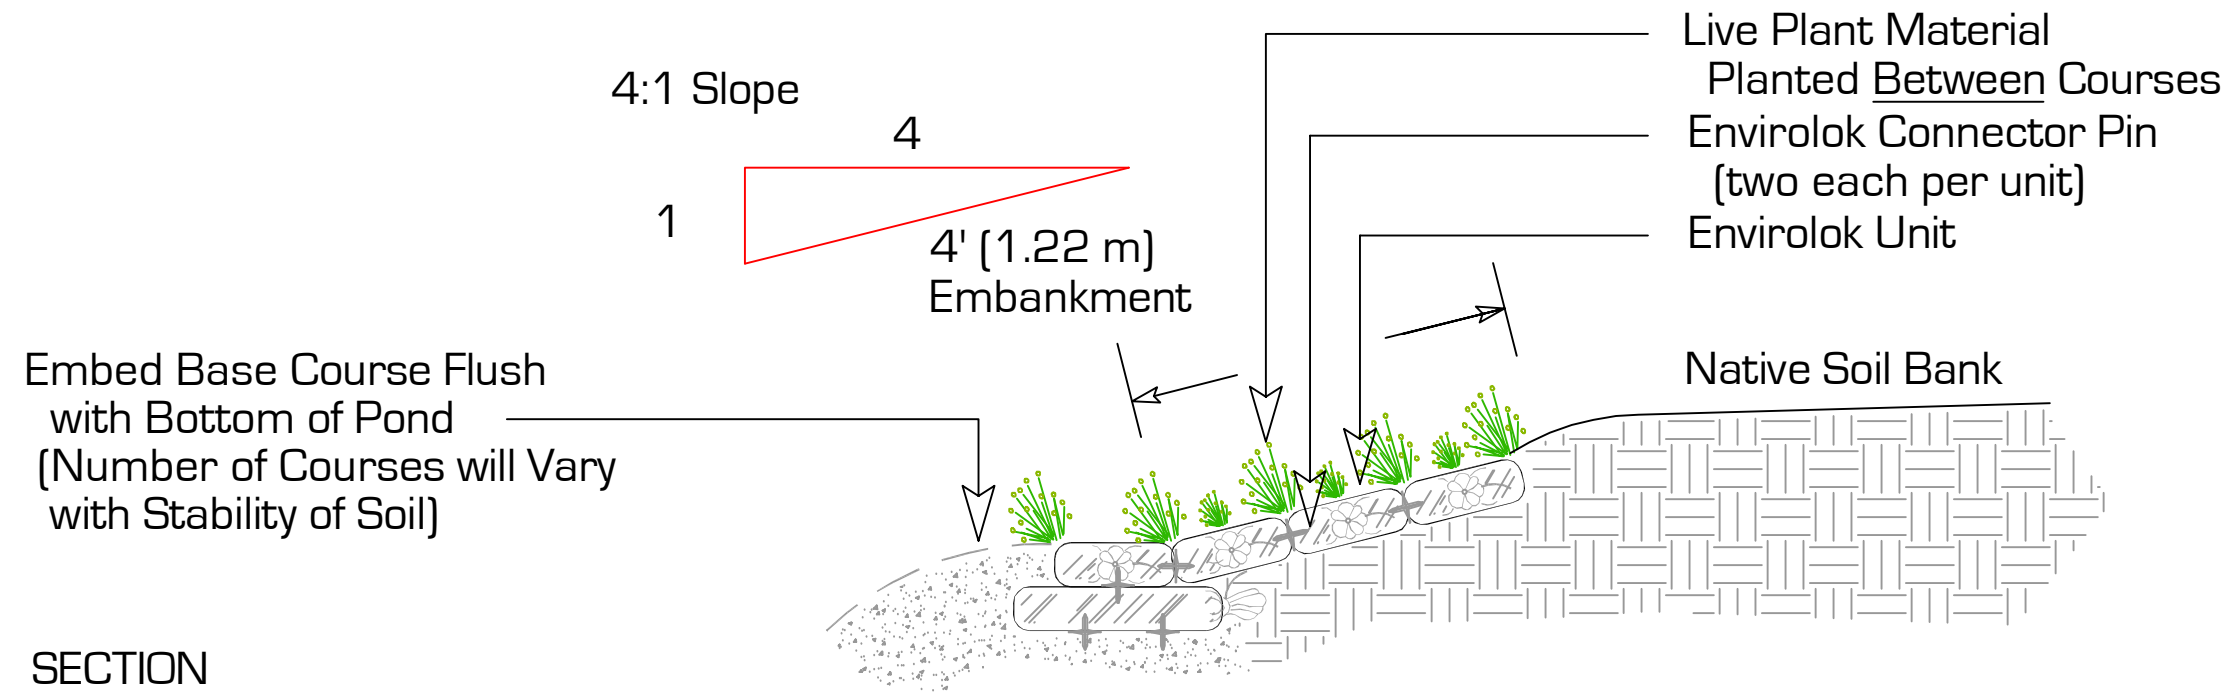 Live Plant Material
Planted Between Courses
4:1 Slope
4
Envirolok Connector Pin
(two each per unit)
1
Envirolok Unit
4' (1.22 m)
Embankment
Embed Base Course Flush
with Bottom of Pond
(Number of Courses will Vary
with Stability of Soil)
Native Soil Bank
SECTION